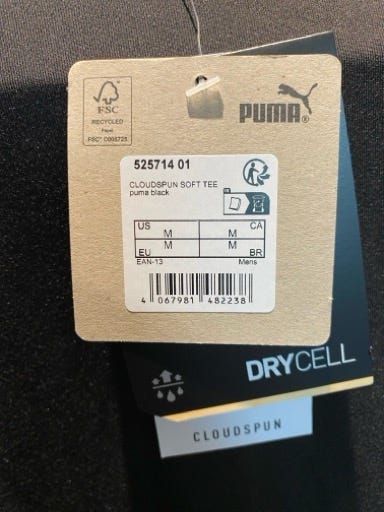 FSC
RECYCLED
Paper
FSC® C008725
PUMA®
525714 01
CLOUDSPUN SOFT TEE
puma black
US M M CA
EU M M BR
EAN-13 Mens
4 067981 482238
DRYCELL
CLOUDSPUN